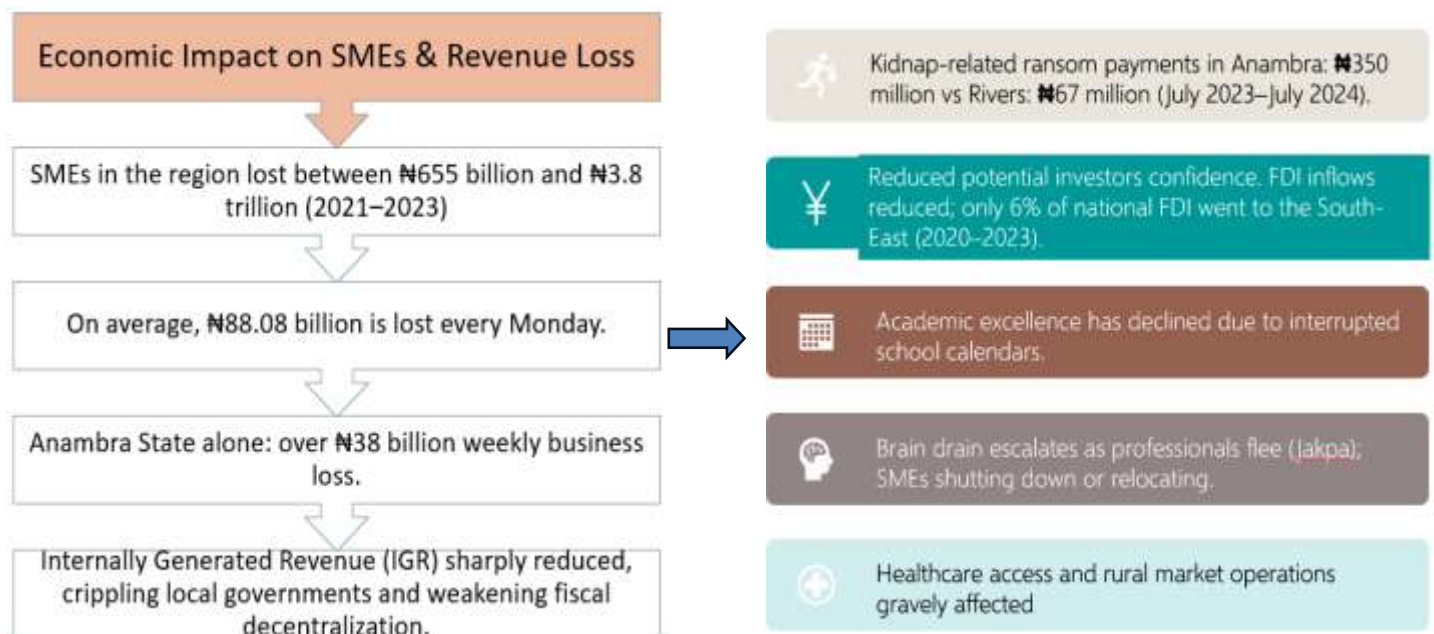 Economic Impact on SMEs & Revenue Loss
SMEs in the region lost between ₦655 billion and ₦3.8
trillion (2021–2023)
On average, ₦88.08 billion is lost every Monday.
Anambra State alone: over ₦38 billion weekly business
loss.
Internally Generated Revenue (IGR) sharply reduced,
crippling local governments and weakening fiscal
decentralization.
Kidnap-related ransom payments in Anambra: ₦350
million vs Rivers: ₦67 million (July 2023–July 2024).
¥
Reduced potential investors confidence. FDI inflows
reduced; only 6% of national FDI went to the South-
East (2020–2023).
Academic excellence has declined due to interrupted
school calendars.
Brain drain escalates as professionals flee (Jakpa);
SMEs shutting down or relocating.
Healthcare access and rural market operations
gravely affected